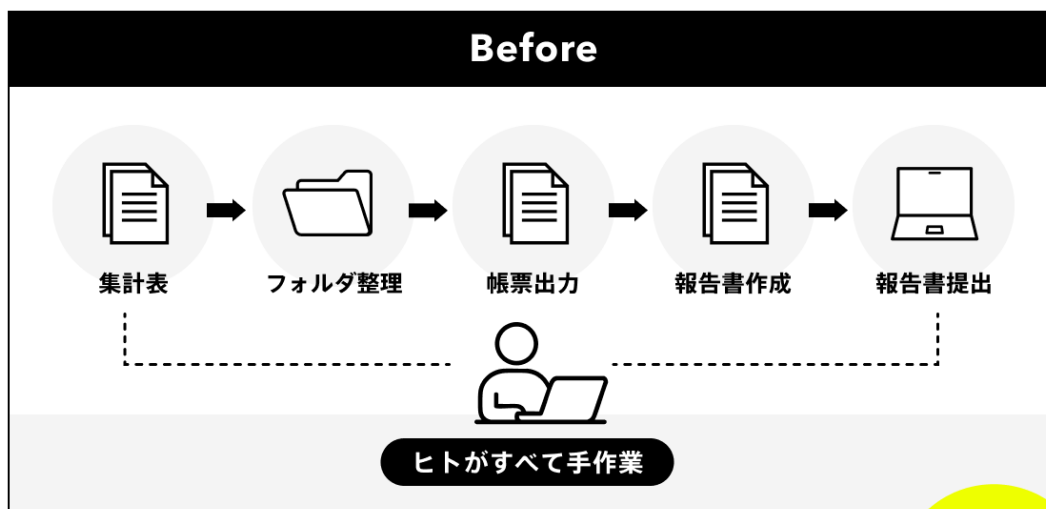 Before
集計表
フォルダ整理
帳票出力
報告書作成
報告書提出
ヒトがすべて手作業